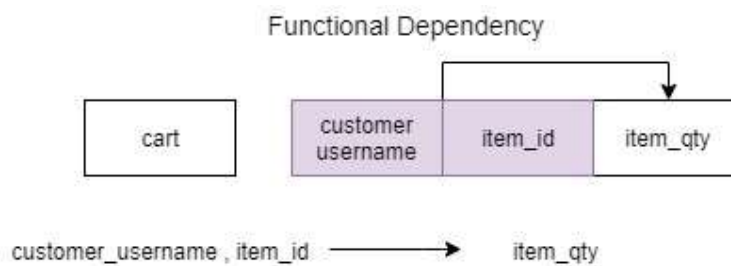 Functional Dependency
cart
customer
username
item_id
item_qty
customer_username , item_id
item_qty